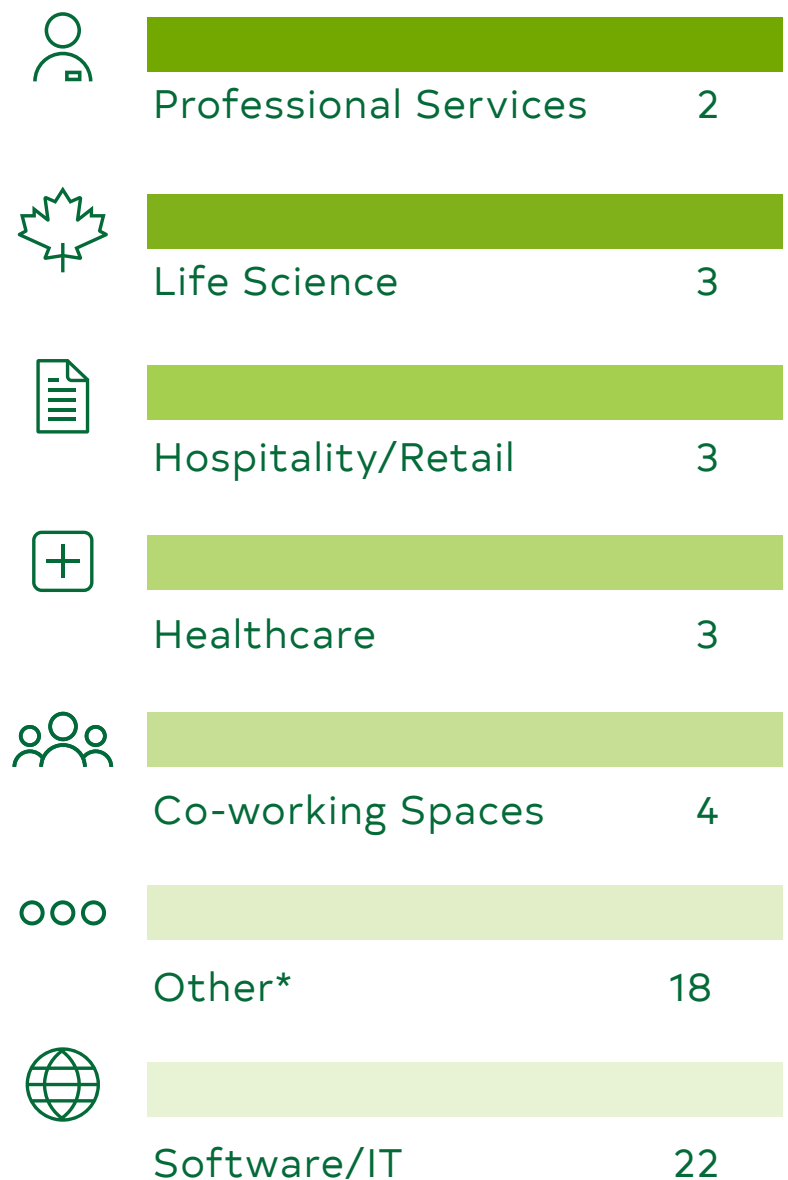 Professional Services 2
Life Science 3
Hospitality/Retail 3
Healthcare 3
Co-working Spaces 4
Other* 18
Software/IT 22